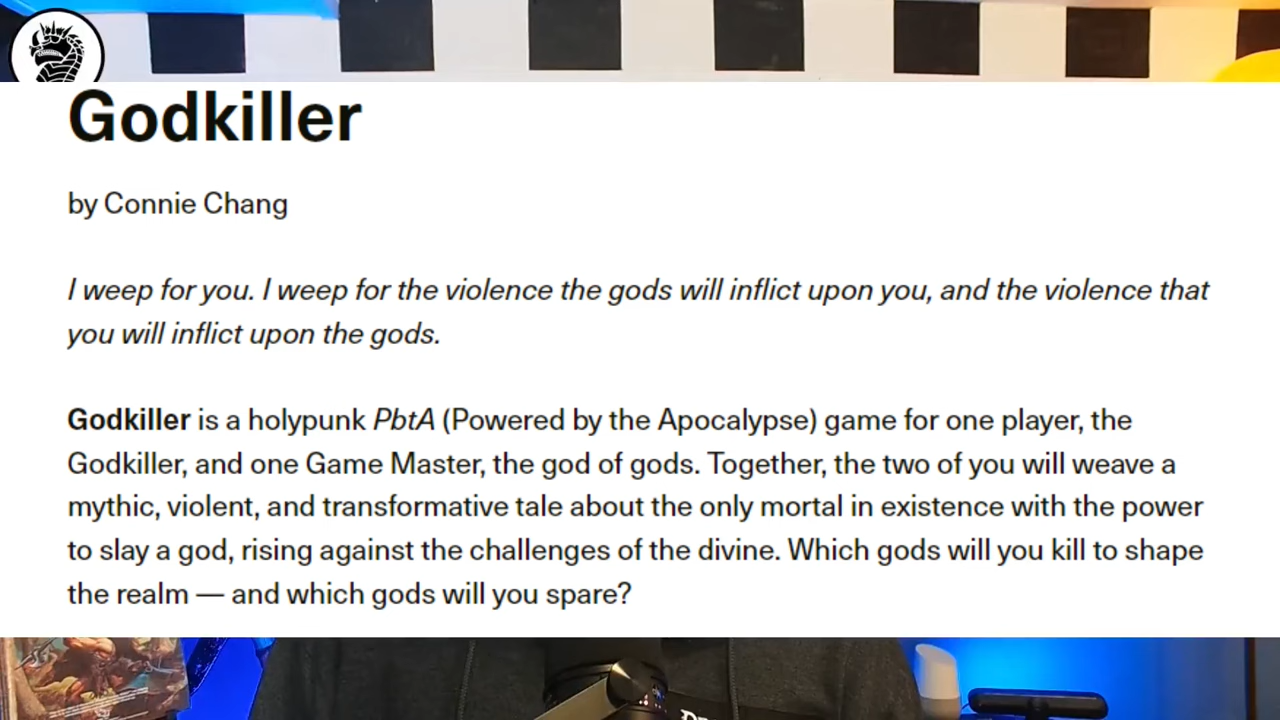 Godkiller
by Connie Chang
I weep for you. I weep for the violence the gods will inflict upon you, and the violence that
you will inflict upon the gods.
Godkiller is a holypunk PbtA (Powered by the Apocalypse) game for one player, the
Godkiller, and one Game Master, the god of gods. Together, the two of you will weave a
mythic, violent, and transformative tale about the only mortal in existence with the power
to slay a god, rising against the challenges of the divine. Which gods will you kill to shape
the realm — and which gods will you spare?